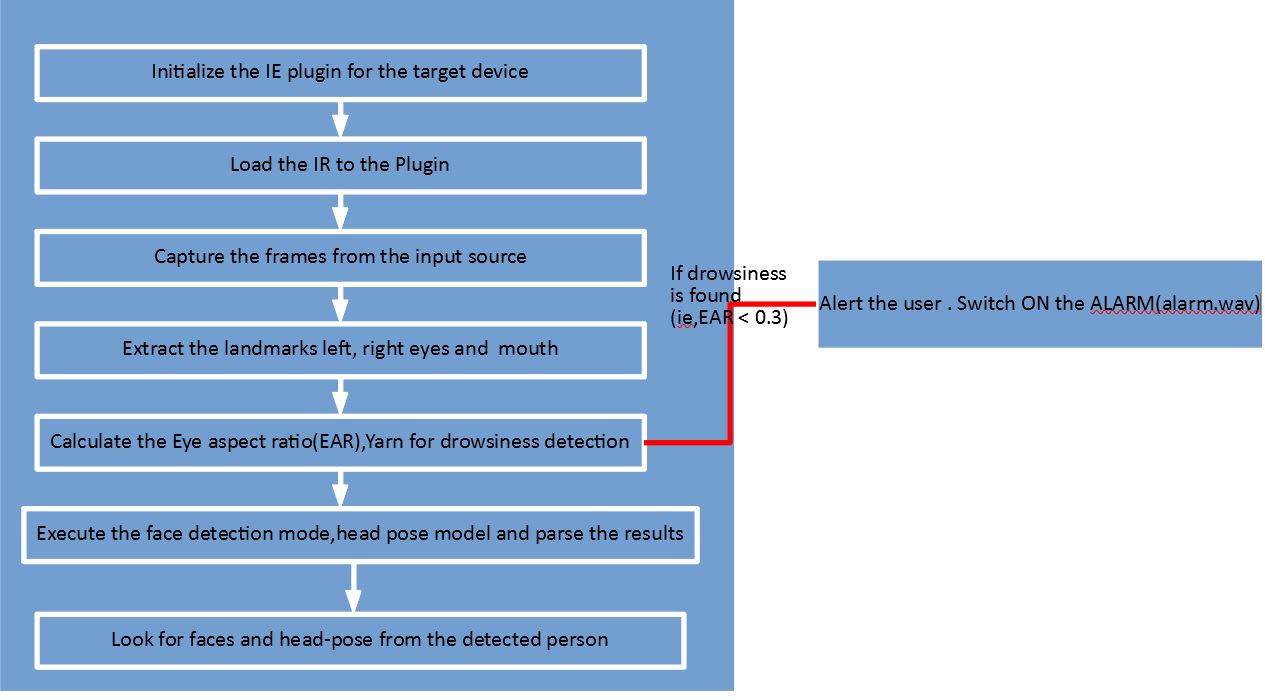 Initialize the IE plugin for the target device
Load the IR to the Plugin
Capture the frames from the input source
Extract the landmarks left, right eyes and  mouth
Calculate the Eye aspect ratio(EAR),Yarn for drowsiness detection
Execute the face detection mode,head pose model and parse the results
Look for faces and head-pose from the detected person
If drowsiness
is found
(ie,EAR < 0.3)
Alert the user . Switch ON the ALARM(alarm.wav)